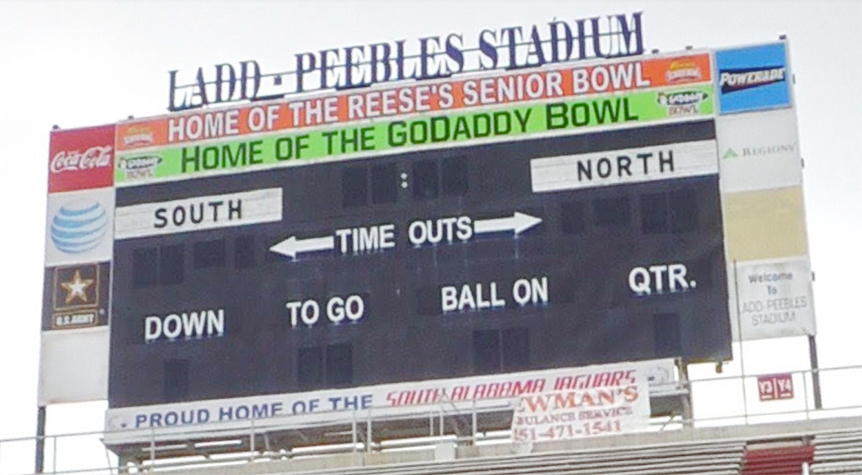 LADD - PEEBLES STADIUM
HOME OF THE REESE'S SENIOR BOWL
HOME OF THE GODADDY BOWL
Coca-Cola
POWERADE
REGIONS
at&t
U.S. ARMY
SOUTH
NORTH
TIME OUTS
DOWN
TO GO
BALL ON
QTR.
Welcome
To
LADD-PEEBLES
STADIUM
PROUD HOME OF THE SOUTH ALABAMA JAGUARS
WMAN'S
BULANCE SERVICE
51-471-1541
Y3 Y4